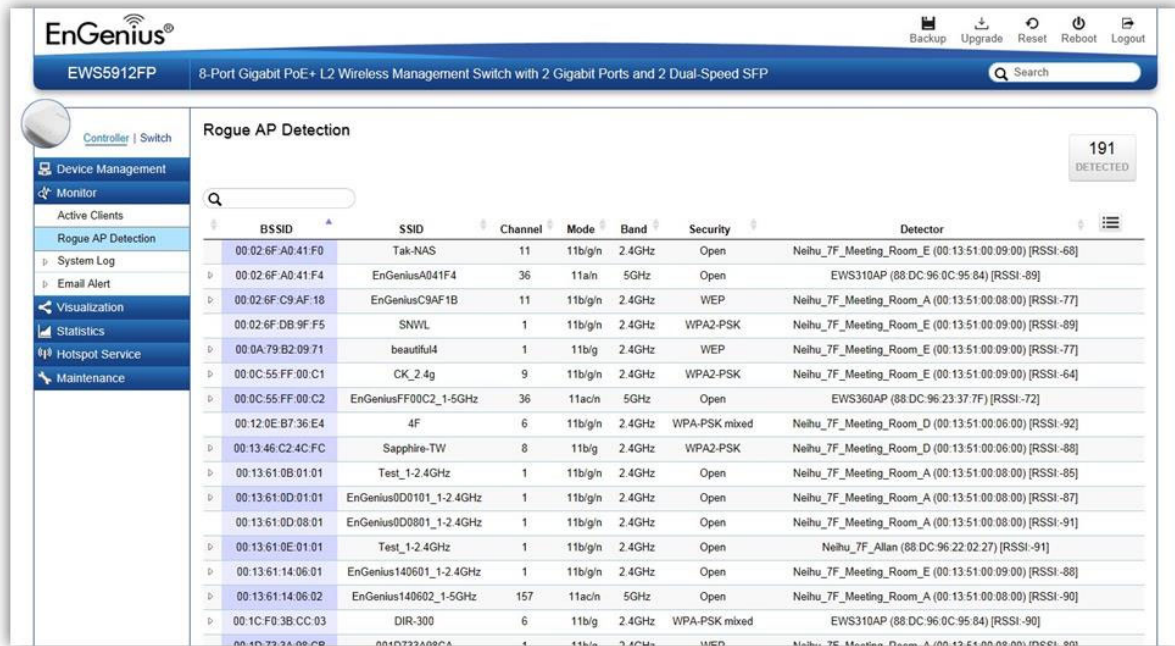 EnGenius®
Backup Upgrade Reset Reboot Logout
EWS5912FP 8-Port Gigabit PoE+ L2 Wireless Management Switch with 2 Gigabit Ports and 2 Dual-Speed SFP Search
Controller | Switch
Device Management
Monitor
Active Clients
Rogue AP Detection
System Log
Email Alert
Visualization
Statistics
Hotspot Service
Maintenance
Rogue AP Detection
191
DETECTED
BSSID SSID Channel Mode Band Security Detector
00:02:6F:A0:41:F0 Tak-NAS 11 11b/g/n 2.4GHz Open Neihu_7F_Meeting_Room_E (00:13:51:00:09:00) [RSSI:-68]
00:02:6F:A0:41:F4 EnGeniusA041F4 36 11a/n 5GHz Open EWS310AP (88:DC:96:0C:95:84) [RSSI:-89]
00:02:6F:C9:AF:18 EnGeniusC9AF1B 11 11b/g/n 2.4GHz WEP Neihu_7F_Meeting_Room_A (00:13:51:00:08:00) [RSSI:-77]
00:02:6F:DB:9F:F5 SNWL 1 11b/g/n 2.4GHz WPA2-PSK Neihu_7F_Meeting_Room_E (00:13:51:00:09:00) [RSSI:-89]
00:0A:79:B2:09:71 beautiful4 1 11b/g 2.4GHz WEP Neihu_7F_Meeting_Room_E (00:13:51:00:09:00) [RSSI:-77]
00:0C:55:FF:00:C1 CK_2.4g 9 11b/g/n 2.4GHz WPA2-PSK Neihu_7F_Meeting_Room_E (00:13:51:00:09:00) [RSSI:-64]
00:0C:55:FF:00:C2 EnGeniusFF00C2_1-5GHz 36 11ac/n 5GHz Open EWS360AP (88:DC:96:23:37:7F) [RSSI:-72]
00:12:0E:B7:36:E4 4F 6 11b/g/n 2.4GHz WPA-PSK mixed Neihu_7F_Meeting_Room_D (00:13:51:00:06:00) [RSSI:-92]
00:13:46:C2:4C:FC Sapphire-TW 8 11b/g 2.4GHz WPA2-PSK Neihu_7F_Meeting_Room_D (00:13:51:00:06:00) [RSSI:-88]
00:13:61:0B:01:01 Test_1-2.4GHz 1 11b/g/n 2.4GHz Open Neihu_7F_Meeting_Room_A (00:13:51:00:08:00) [RSSI:-85]
00:13:61:0D:01:01 EnGenius0D0101_1-2.4GHz 1 11b/g/n 2.4GHz Open Neihu_7F_Meeting_Room_A (00:13:51:00:08:00) [RSSI:-87]
00:13:61:0D:08:01 EnGenius0D0801_1-2.4GHz 1 11b/g/n 2.4GHz Open Neihu_7F_Meeting_Room_A (00:13:51:00:08:00) [RSSI:-91]
00:13:61:0E:01:01 Test_1-2.4GHz 1 11b/g/n 2.4GHz Open Neihu_7F_Allan (88:DC:96:22:02:27) [RSSI:-91]
00:13:61:14:06:01 EnGenius140601_1-2.4GHz 1 11b/g/n 2.4GHz Open Neihu_7F_Meeting_Room_E (00:13:51:00:09:00) [RSSI:-88]
00:13:61:14:06:02 EnGenius140602_1-5GHz 157 11ac/n 5GHz Open Neihu_7F_Meeting_Room_A (00:13:51:00:08:00) [RSSI:-90]
00:1C:F0:3B:CC:03 DIR-300 6 11b/g 2.4GHz WPA-PSK mixed EWS310AP (88:DC:96:0C:95:84) [RSSI:-90]